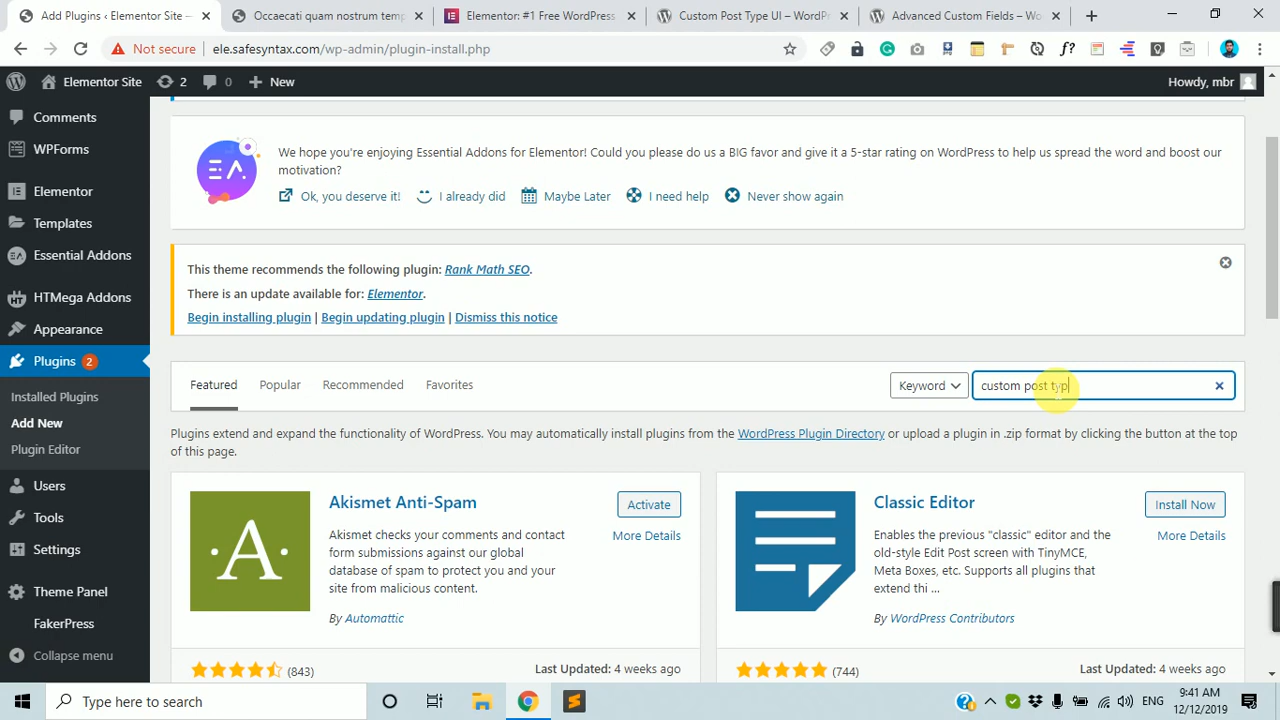 Add Plugins ‹ Elementor Site —
Occaecati quam nostrum temp
Elementor: #1 Free WordPress
Custom Post Type UI – WordPr
Advanced Custom Fields – Wo
Not secure
ele.safesyntax.com/wp-admin/plugin-install.php
Elementor Site
2
0
New
Howdy, mbr
Comments
WPForms
Elementor
Templates
Essential Addons
HTMega Addons
Appearance
Plugins 2
Installed Plugins
Add New
Plugin Editor
Users
Tools
Settings
Theme Panel
FakerPress
Collapse menu
EA
We hope you're enjoying Essential Addons for Elementor! Could you please do us a BIG favor and give it a 5-star rating on WordPress to help us spread the word and boost our
motivation?
Ok, you deserve it!
I already did
Maybe Later
I need help
Never show again
This theme recommends the following plugin: Rank Math SEO.
There is an update available for: Elementor.
Begin installing plugin | Begin updating plugin | Dismiss this notice
Featured
Popular
Recommended
Favorites
Keyword
custom post typ
Plugins extend and expand the functionality of WordPress. You may automatically install plugins from the WordPress Plugin Directory or upload a plugin in .zip format by clicking the button at the top
of this page.
·A·
Akismet Anti-Spam
Activate
More Details
Akismet checks your comments and contact
form submissions against our global
database of spam to protect you and your
site from malicious content.
By Automattic
(843)
Last Updated: 4 weeks ago
Classic Editor
Install Now
More Details
Enables the previous "classic" editor and the
old-style Edit Post screen with TinyMCE,
Meta Boxes, etc. Supports all plugins that
extend thi ...
By WordPress Contributors
(744)
Last Updated: 4 weeks ago
Type here to search
ENG
9:41 AM
12/12/2019